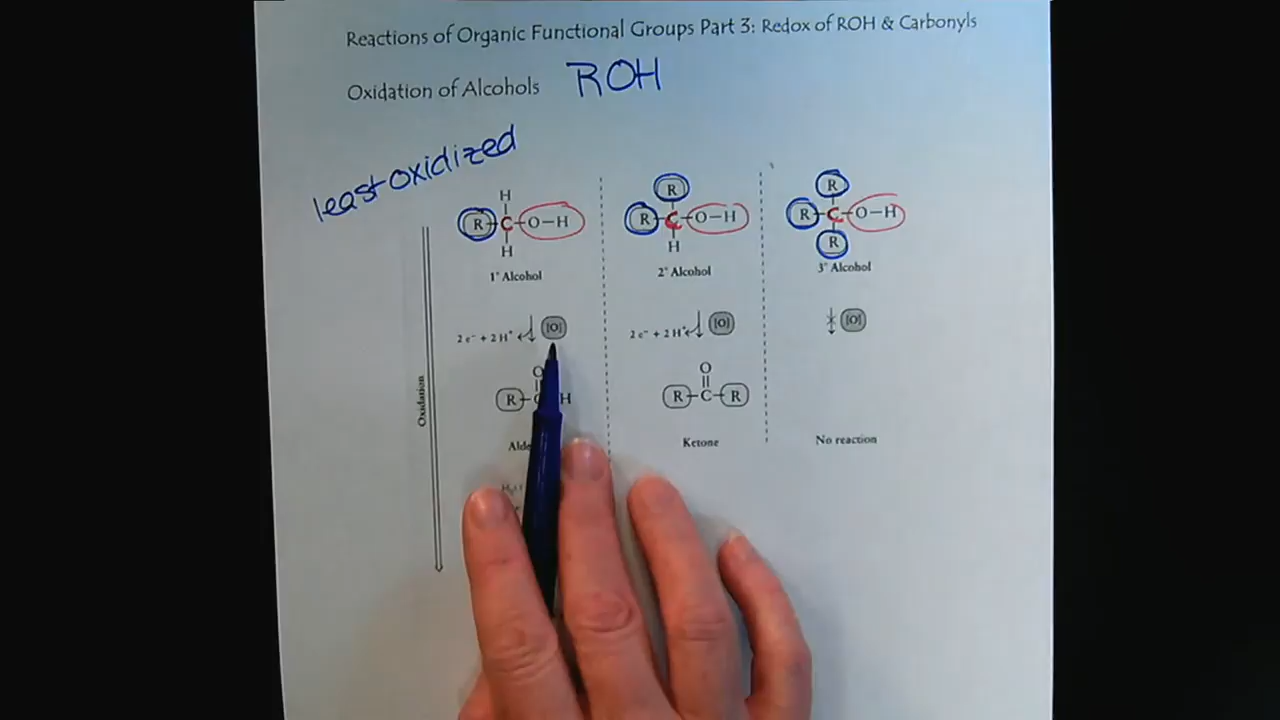 Reactions of Organic Functional Groups Part 3: Redox of ROH & Carbonyls
Oxidation of Alcohols ROH
least oxidized
H
R-C-O-H
H
1° Alcohol
R
R-C-O-H
H
2° Alcohol
R
R-C-O-H
R
3° Alcohol
2 e⁻ + 2 H⁺ [O]
2 e⁻ + 2 H⁺ [O]
[O]
O
R- H
O
R-C-R
Oxidation
Ketone
No reaction